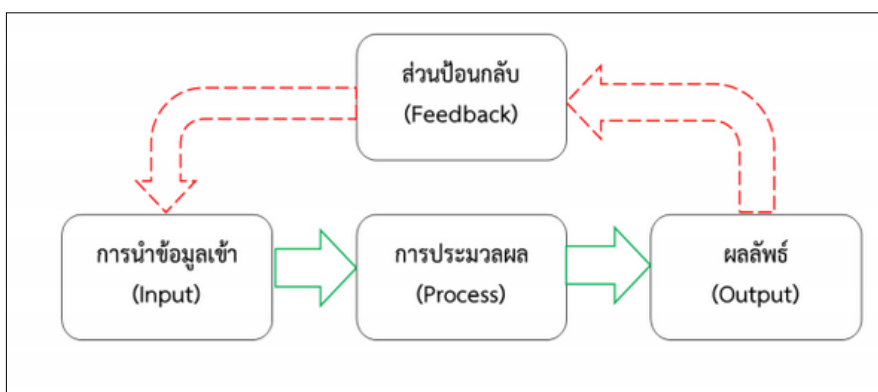 ส่วนป้อนกลับ
(Feedback)
การนำข้อมูลเข้า
(Input)
การประมวลผล
(Process)
ผลลัพธ์
(Output)